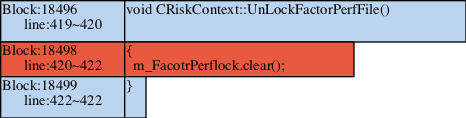 Block:18496 void CRiskContext::UnLockFactorPerfFile()
line:419~420
Block:18498 {
line:420~422 m_FacotrPerflock.clear();
Block:18499 }
line:422~422